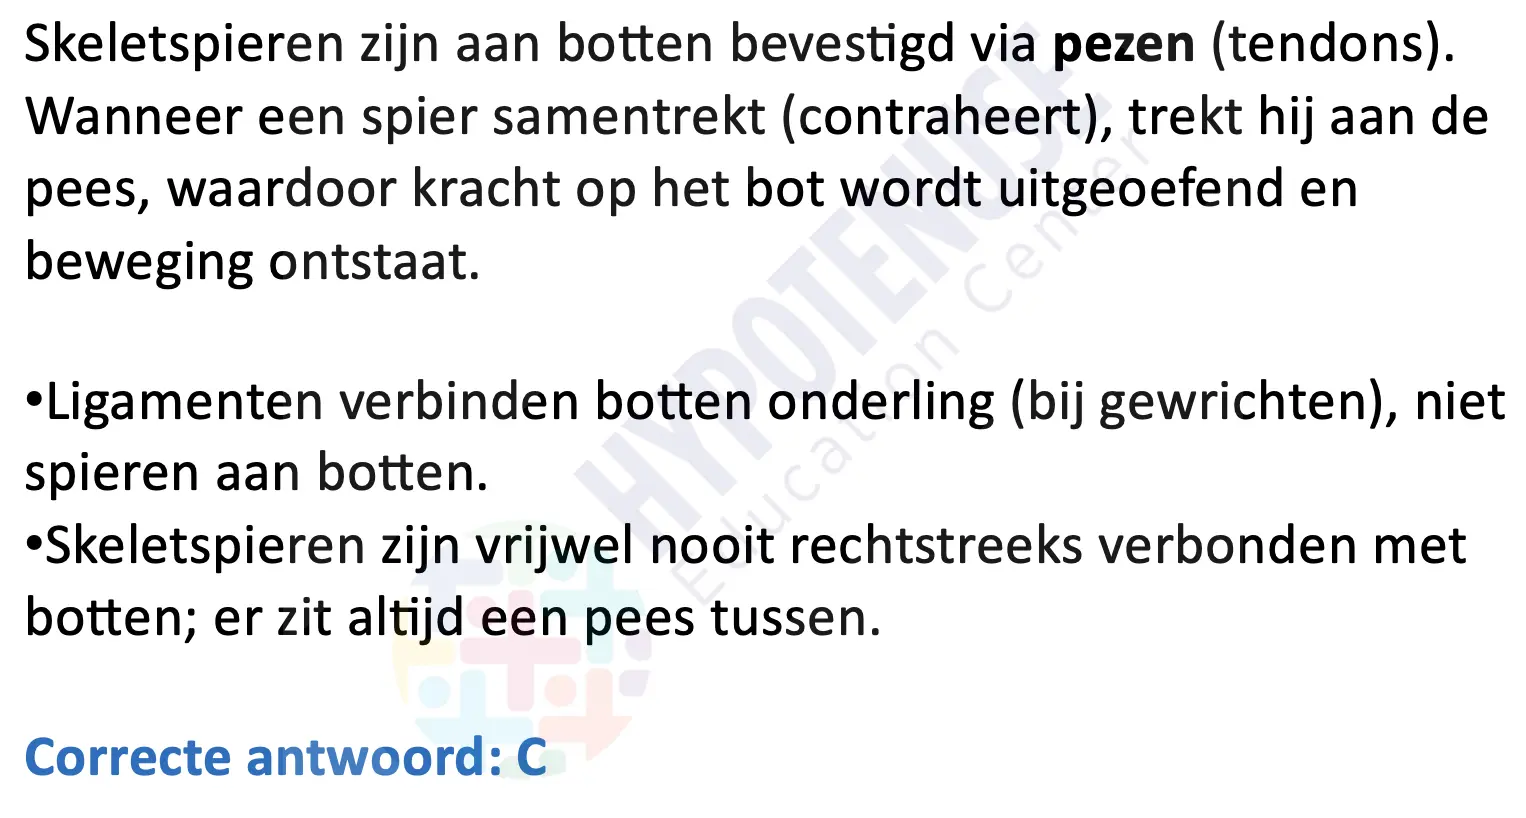 Skeletspieren zijn aan botten bevestigd via pezen (tendons).
Wanneer een spier samentrekt (contraheert), trekt hij aan de
pees, waardoor kracht op het bot wordt uitgeoefend en
beweging ontstaat.
•Ligamenten verbinden botten onderling (bij gewrichten), niet
spieren aan botten.
•Skeletspieren zijn vrijwel nooit rechtstreeks verbonden met
botten; er zit altijd een pees tussen.
Correcte antwoord: C
HYPOTENUSE
Education Center